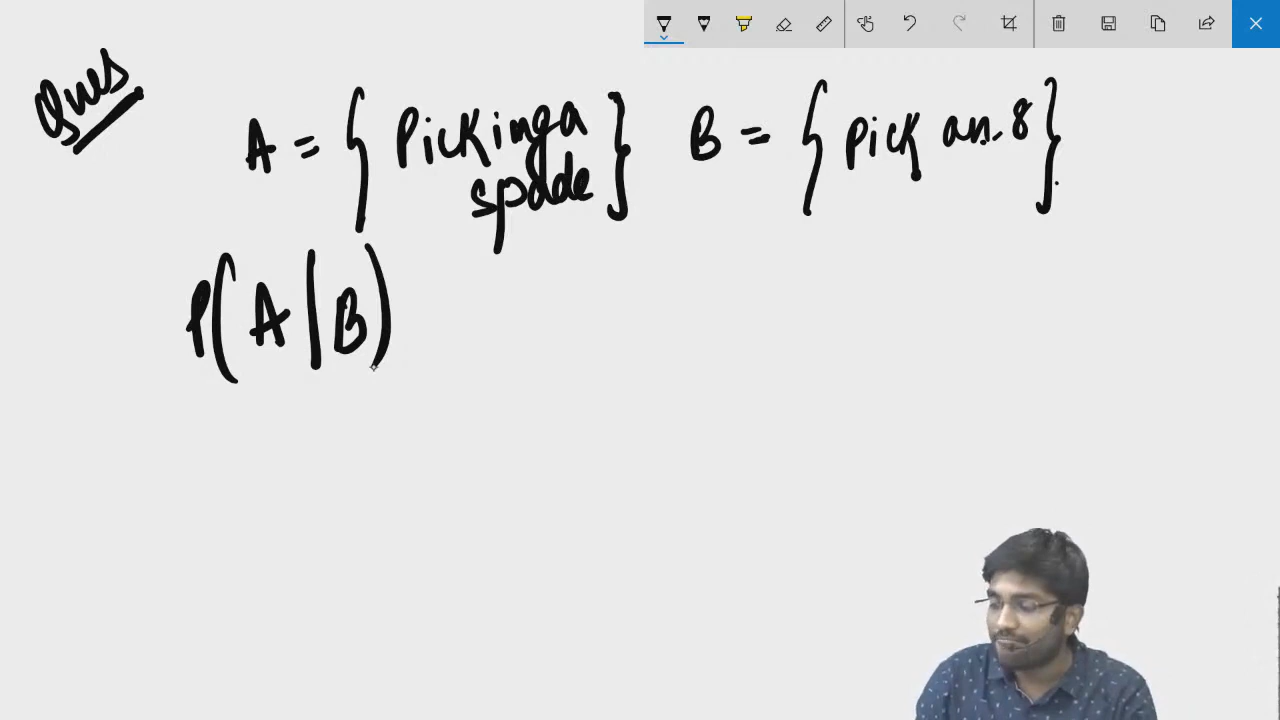 Ques
A = { Picking a spade } B = { pick an 8 }
P( A | B )